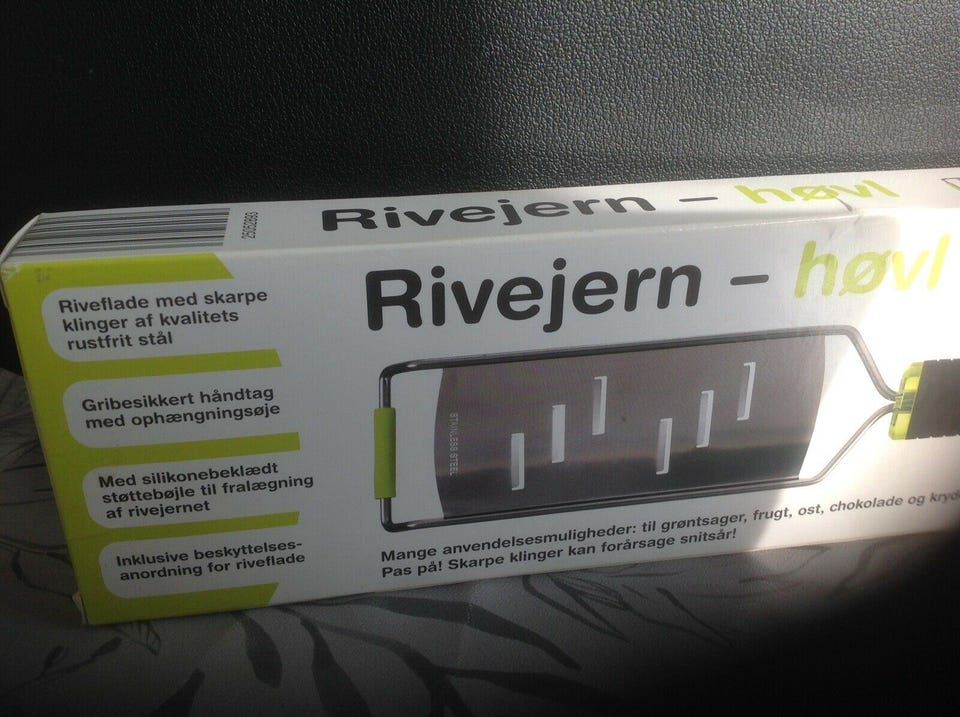 Rivejern – høvl
Rivejern – høvl
Riveflade med skarpe
klinger af kvalitets
rustfrit stål
Gribesikkert håndtag
med ophængningsøje
Med silikonebeklædt
støttebøjle til fralægning
af rivejernet
Inklusive beskyttelses-
anordning for riveflade
STAINLESS STEEL
Mange anvendelsesmuligheder: til grøntsager, frugt, ost, chokolade og
Pas på! Skarpe klinger kan forårsage snitsår!